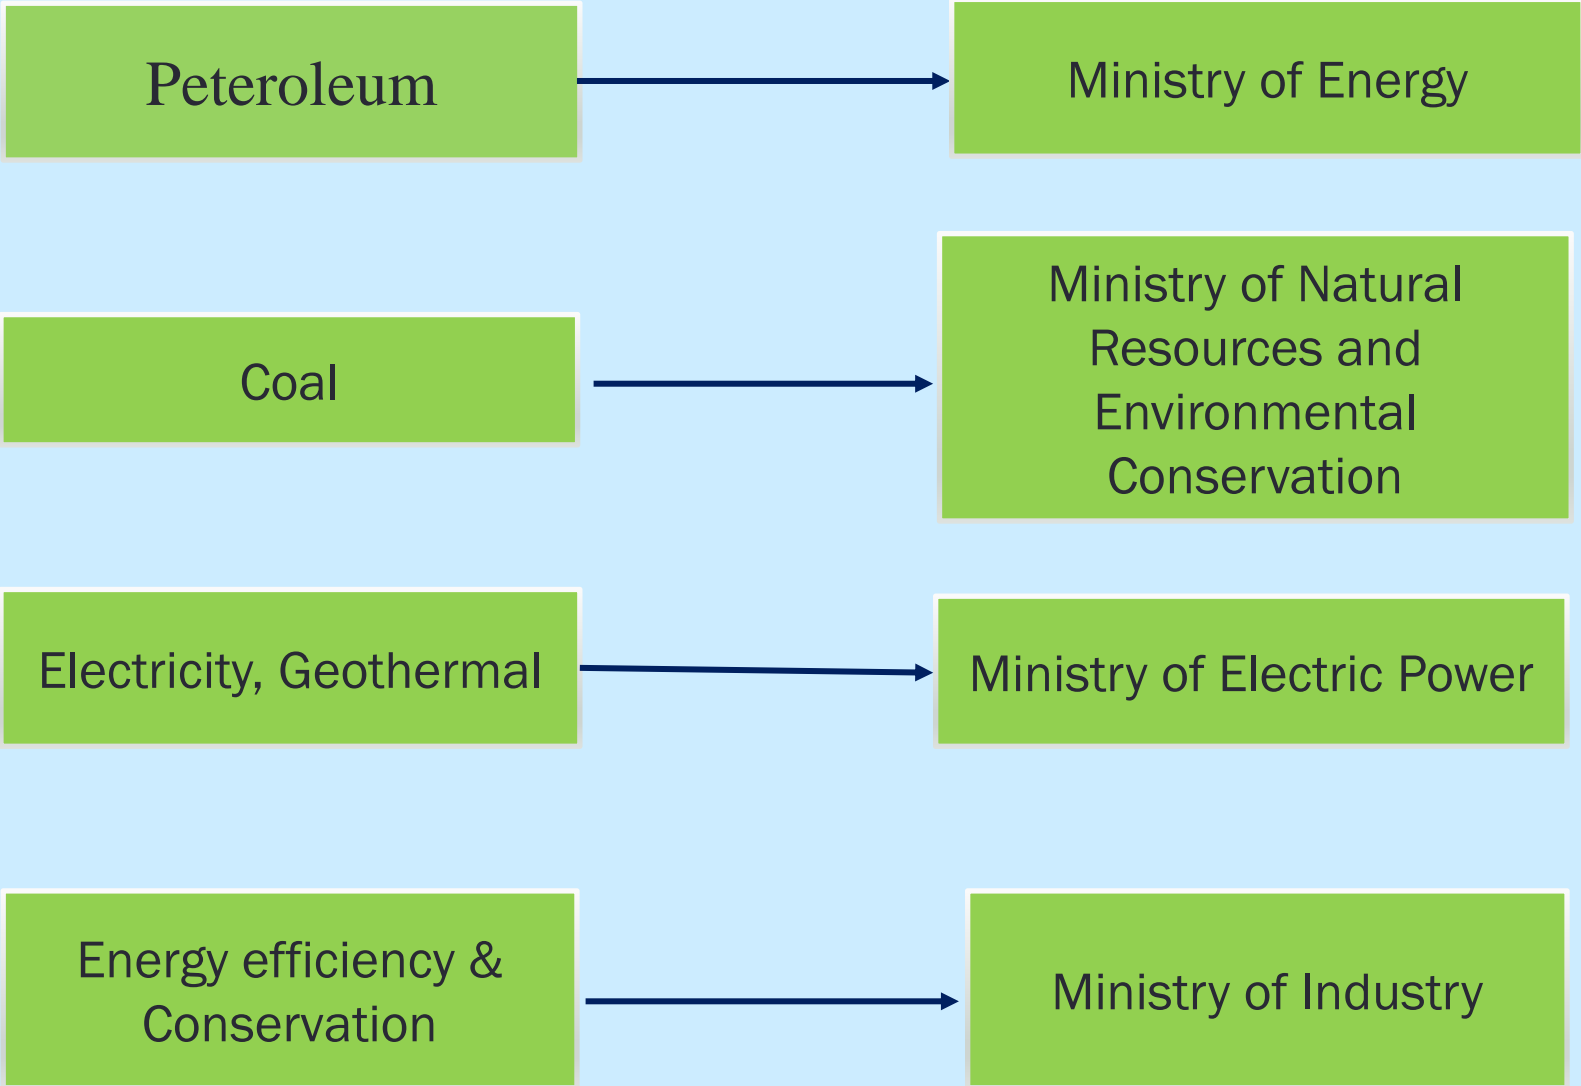 Peteroleum
Ministry of Energy
Coal
Ministry of Natural
Resources and
Environmental
Conservation
Electricity, Geothermal
Ministry of Electric Power
Energy efficiency &
Conservation
Ministry of Industry